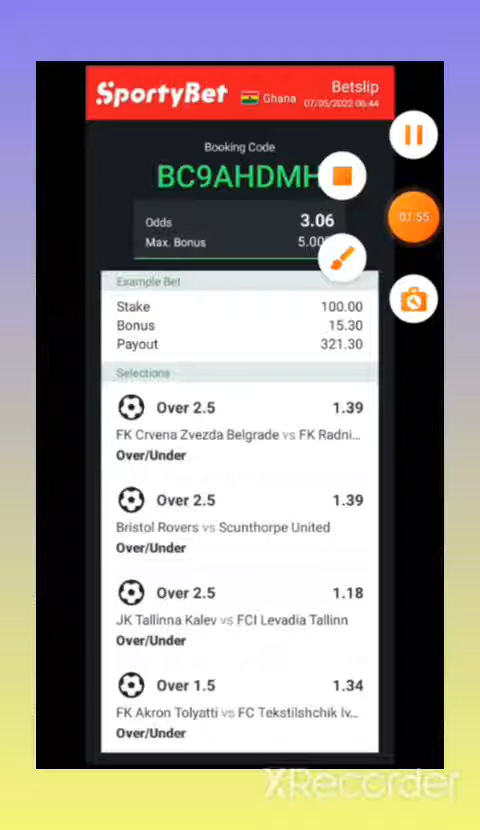 SportyBet
Ghana
Betslip
07/05/2022 06:44
Booking Code
BC9AHDMH
Odds 3.06
Max. Bonus 5.00
Example Bet
Stake 100.00
Bonus 15.30
Payout 321.30
Selections
Over 2.5 1.39
FK Crvena Zvezda Belgrade vs FK Radni...
Over/Under
Over 2.5 1.39
Bristol Rovers vs Scunthorpe United
Over/Under
Over 2.5 1.18
JK Tallinna Kalev vs FCI Levadia Tallinn
Over/Under
Over 1.5 1.34
FK Akron Tolyatti vs FC Tekstilshchik Iv...
Over/Under
01:55
XRecorder